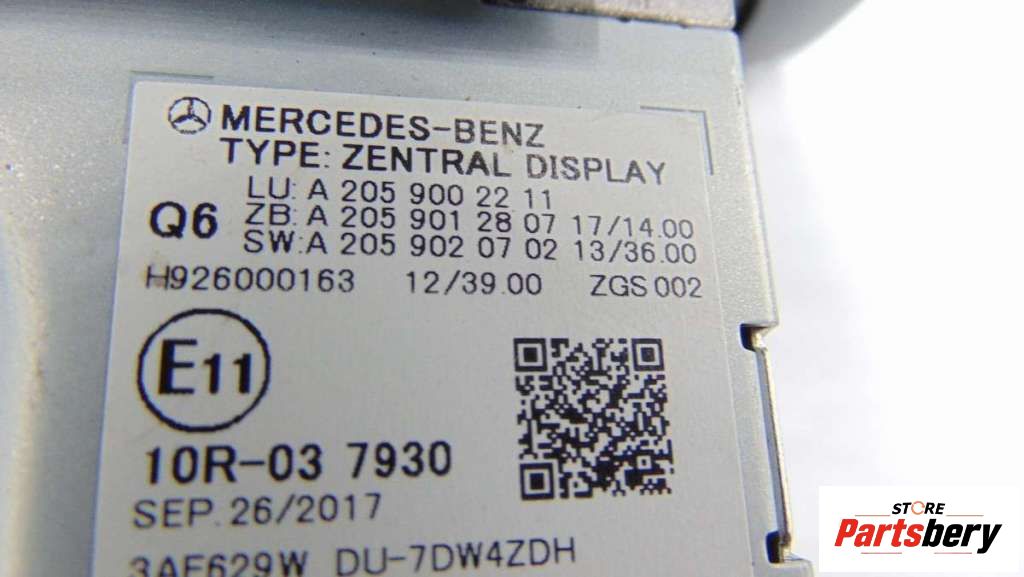 MERCEDES-BENZ
TYPE: ZENTRAL DISPLAY
LU: A 205 900 22 11
Q6 ZB: A 205 901 28 07 17/14.00
SW:A 205 902 07 02 13/36.00
H926000163 12/39.00 ZGS 002
E11
10R-03 7930
SEP. 26/2017
3AF629W DU-7DW4ZDH
STORE
Partsbery